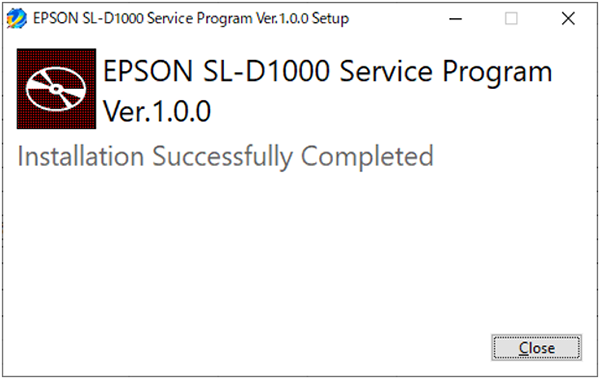 EPSON SL-D1000 Service Program Ver.1.0.0 Setup
EPSON SL-D1000 Service Program
Ver.1.0.0
Installation Successfully Completed
Close